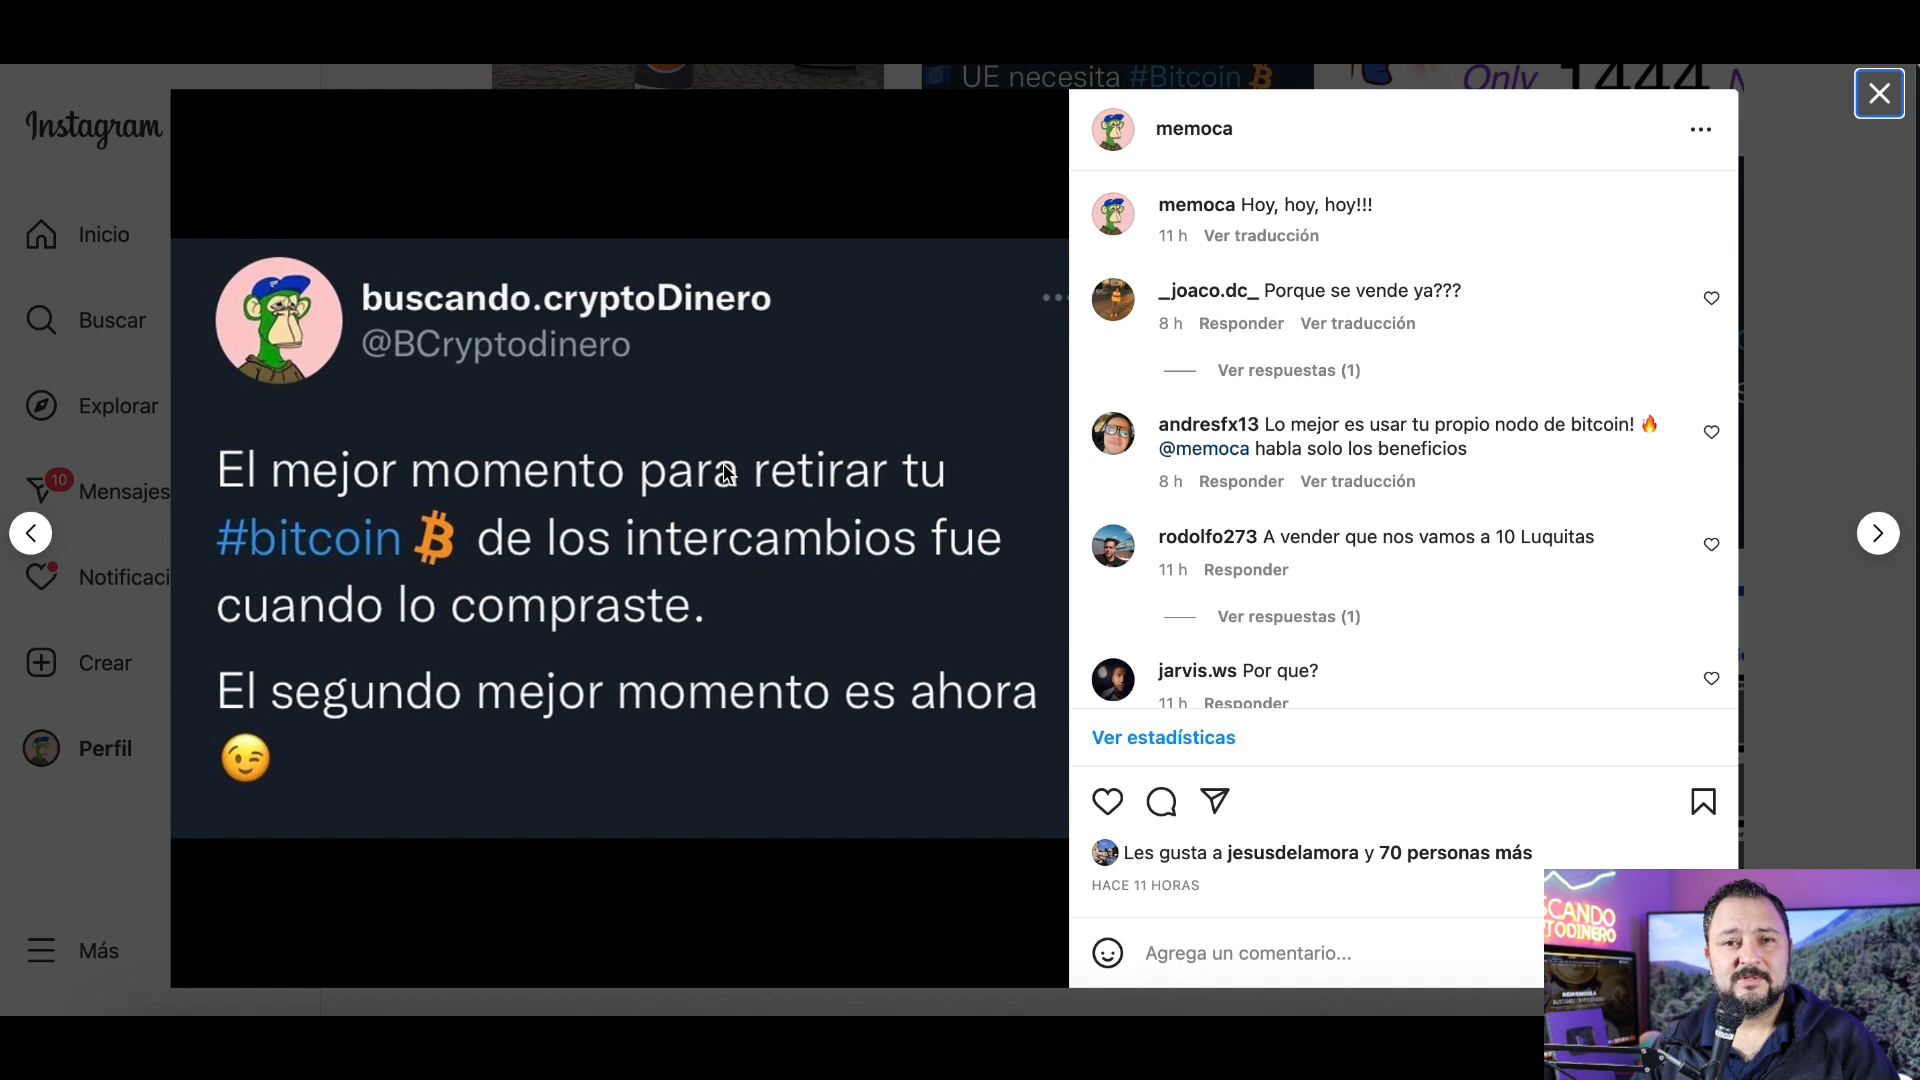 UE necesita #Bitcoin
Only 1444
Instagram
Inicio
Buscar
Explorar
10
Mensajes
Notificaci
Crear
Perfil
Más
buscando.cryptoDinero
@BCryptodinero
El mejor momento para retirar tu
#bitcoin de los intercambios fue
cuando lo compraste.
El segundo mejor momento es ahora
😉
memoca
memoca Hoy, hoy, hoy!!!
11 h Ver traducción
_joaco.dc_ Porque se vende ya???
8 h Responder Ver traducción
Ver respuestas (1)
andresfx13 Lo mejor es usar tu propio nodo de bitcoin! 🔥
@memoca habla solo los beneficios
8 h Responder Ver traducción
rodolfo273 A vender que nos vamos a 10 Luquitas
11 h Responder
Ver respuestas (1)
jarvis.ws Por que?
11 h Responder
Ver estadísticas
Les gusta a jesusdelamora y 70 personas más
HACE 11 HORAS
Agrega un comentario...
SCANDO
TODINERO